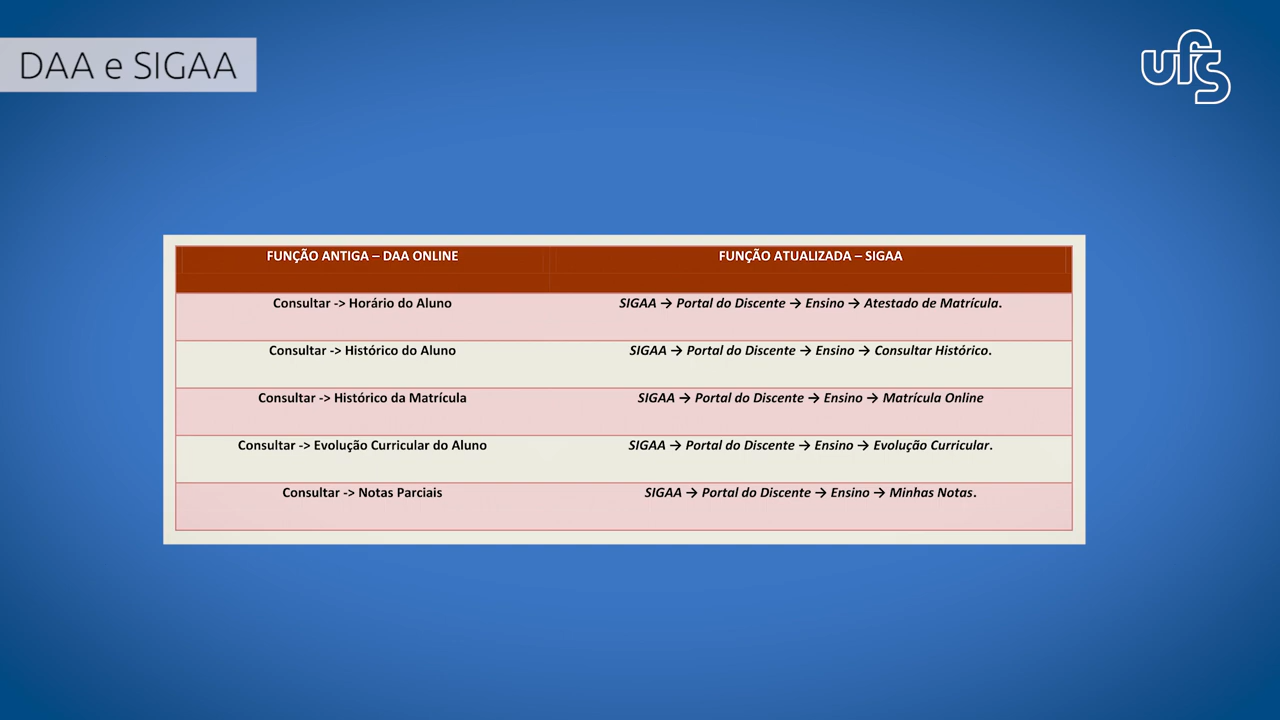 DAA e SIGAA
ufs
FUNÇÃO ANTIGA – DAA ONLINE
FUNÇÃO ATUALIZADA – SIGAA
Consultar -> Horário do Aluno
SIGAA → Portal do Discente → Ensino → Atestado de Matrícula.
Consultar -> Histórico do Aluno
SIGAA → Portal do Discente → Ensino → Consultar Histórico.
Consultar -> Histórico da Matrícula
SIGAA → Portal do Discente → Ensino → Matrícula Online
Consultar -> Evolução Curricular do Aluno
SIGAA → Portal do Discente → Ensino → Evolução Curricular.
Consultar -> Notas Parciais
SIGAA → Portal do Discente → Ensino → Minhas Notas.